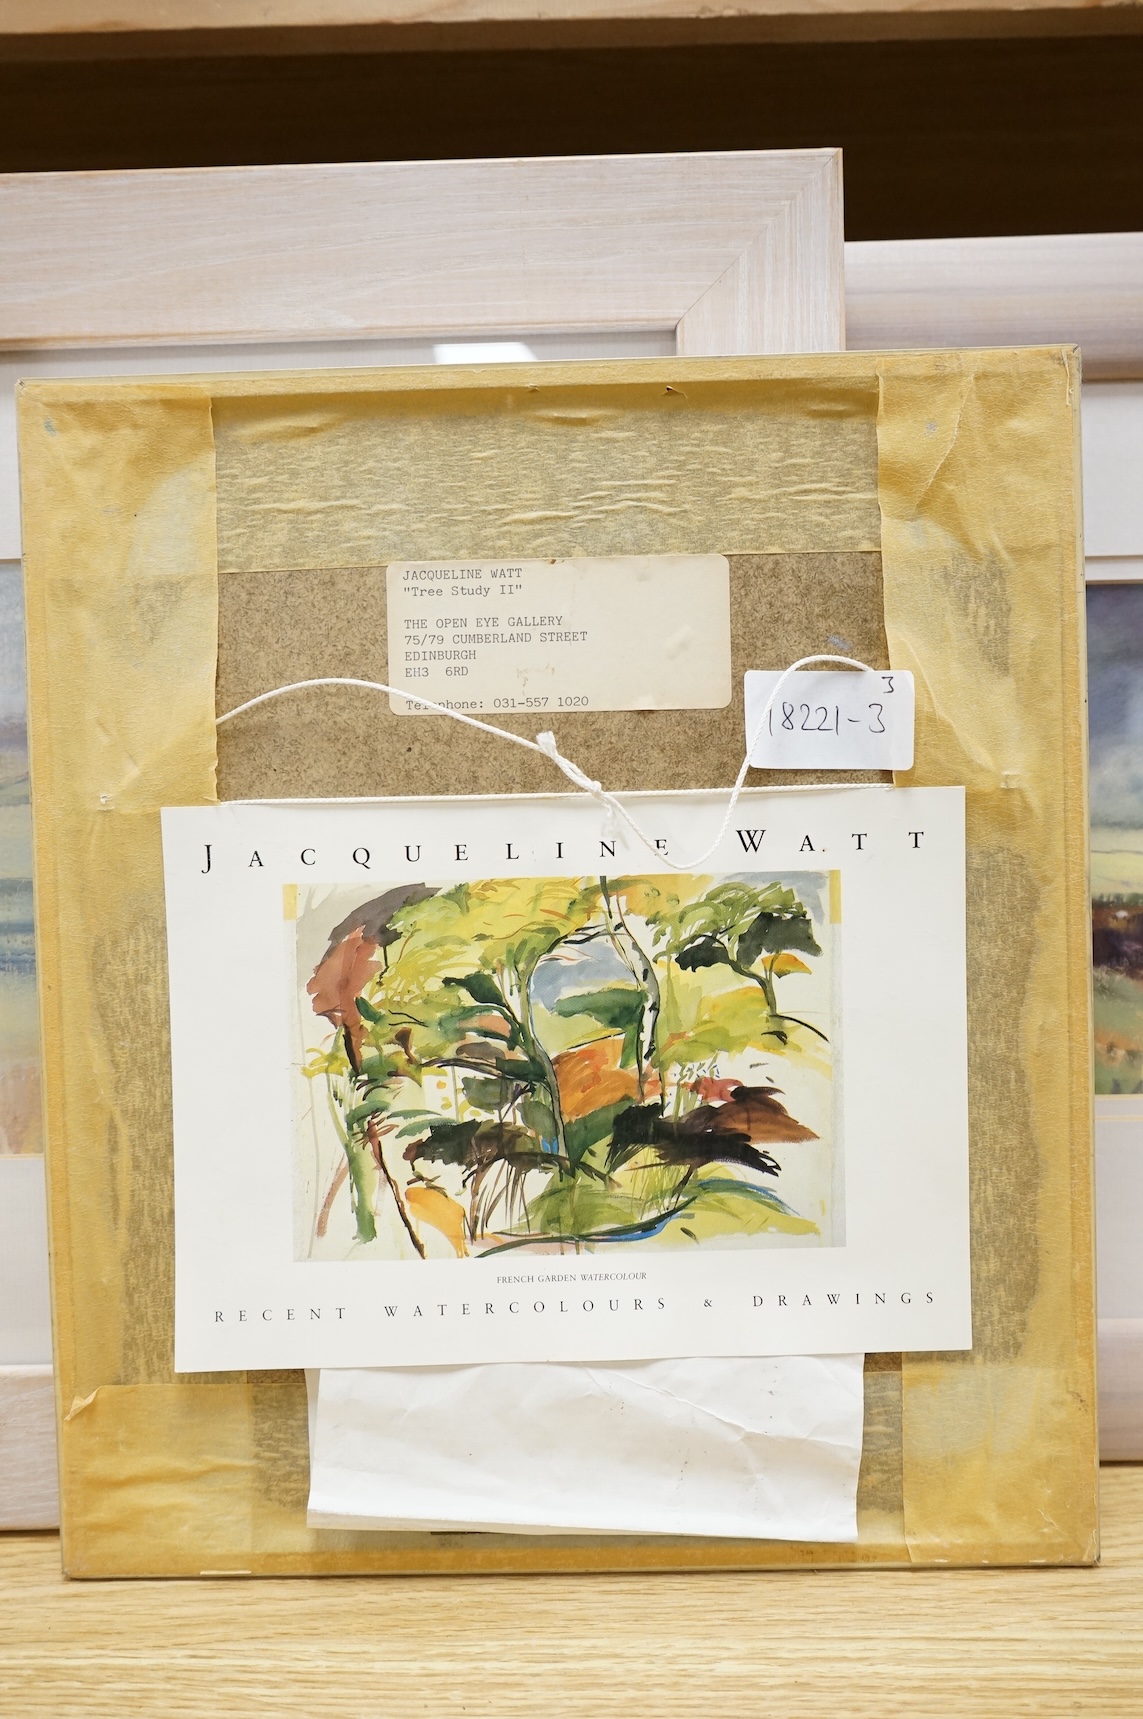 JACQUELINE WATT
"Tree Study II"
THE OPEN EYE GALLERY
75/79 CUMBERLAND STREET
EDINBURGH
EH3 6RD
Telephone: 031-557 1020
3
18221-3
JACQUELINE WATT
FRENCH GARDEN WATERCOLOUR
RECENT WATERCOLOURS & DRAWINGS